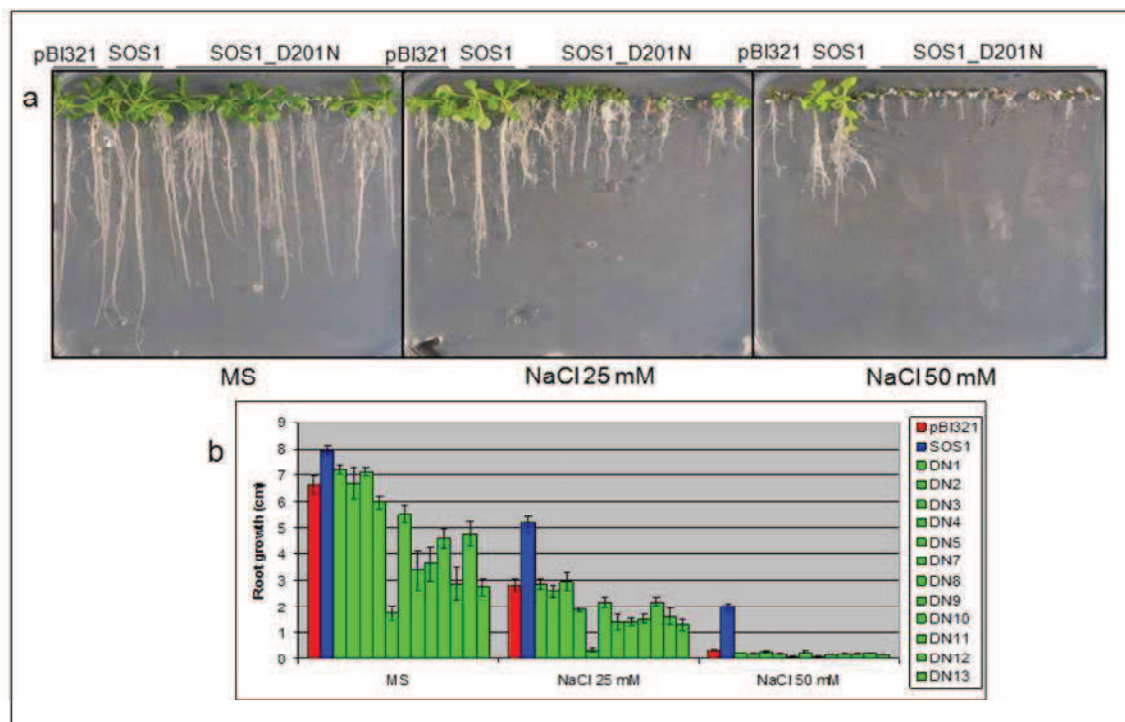 pBI321 SOS1 SOS1_D201N pBI321 SOS1 SOS1_D201N pBI321 SOS1 SOS1_D201N
a
MS NaCl 25 mM NaCl 50 mM
b
9
8
7
6
5
4
3
2
1
0
Root growth (cm)
MS NaCl 25 mM NaCl 50 mM
pBI321
SOS1
DN1
DN2
DN3
DN4
DN5
DN7
DN8
DN9
DN10
DN11
DN12
DN13